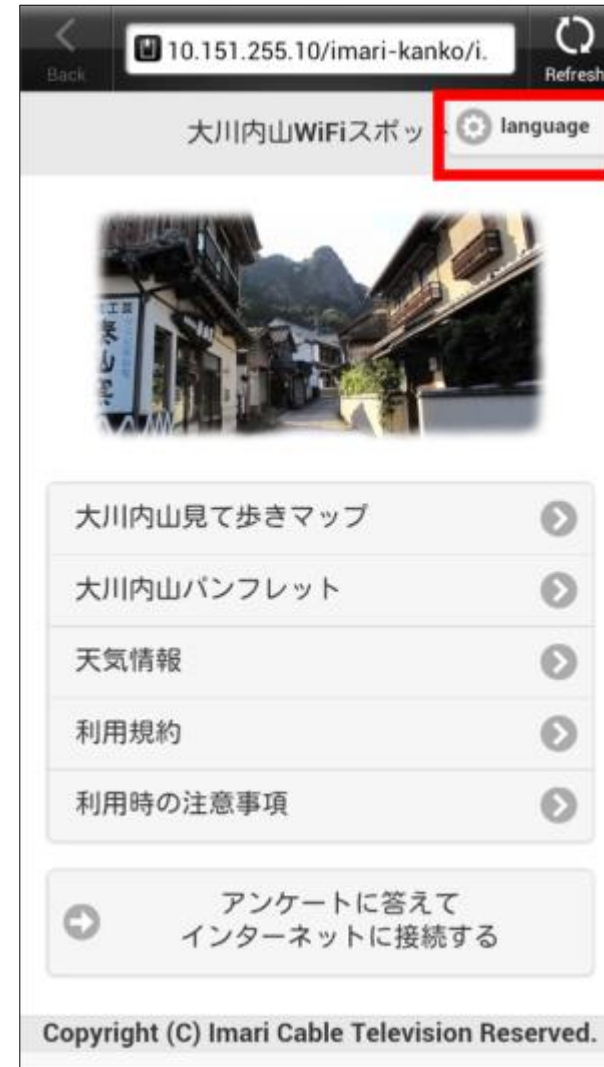 Back
10.151.255.10/imari-kanko/i.
Refresh
大川内山WiFiスポッ
language
大川内山見て歩きマップ
大川内山パンフレット
天気情報
利用規約
利用時の注意事項
アンケートに答えて
インターネットに接続する
Copyright (C) Imari Cable Television Reserved.